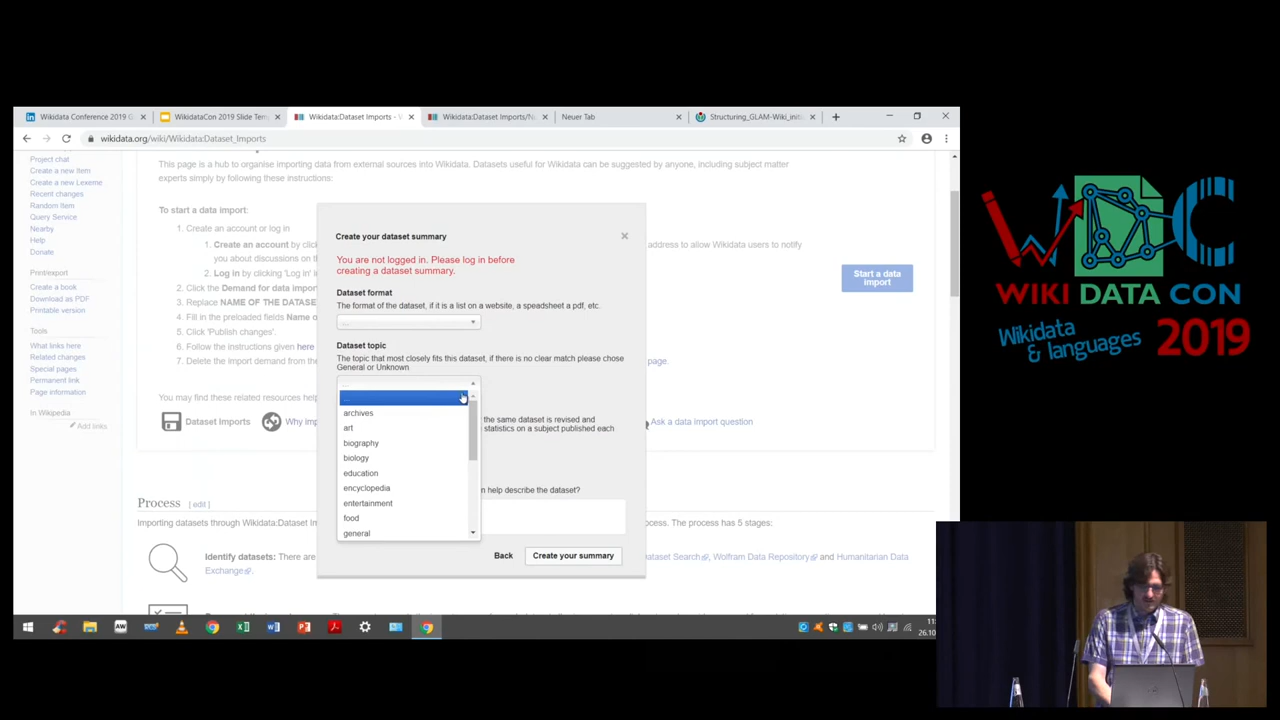 Wikidata Conference 2019 G
WikidataCon 2019 Slide Tem
Wikidata:Dataset Imports -
Wikidata:Dataset Imports/
Neuer Tab
Structuring_GLAM-Wiki_
wikidata.org/wiki/Wikidata:Dataset_Imports
Project chat
Create a new Item
Create a new Lexeme
Recent changes
Random Item
Query Service
Nearby
Help
Donate
Print/export
Create a book
Download as PDF
Printable version
Tools
What links here
Related changes
Special pages
Permanent link
Page information
In Wikipedia
Add links
This page is a hub to organise importing data from external sources into Wikidata. Datasets useful for Wikidata can be suggested by anyone, including subject matter
experts simply by following these instructions:
To start a data import:
1. Create an account or log in
1. Create an account by clic
address to allow Wikidata users to notify
you about discussions on th
2. Log in by clicking 'Log in' i
2. Click the Demand for data impor
3. Replace NAME OF THE DATASE
4. Fill in the preloaded fields Name o
5. Click 'Publish changes'.
6. Follow the instructions given here
7. Delete the import demand from the
page.
Start a data
import
You may find these related resources help
Dataset Imports
Why imp
Ask a data import question
Process [ edit ]
Importing datasets through Wikidata:Dataset Im
ocess. The process has 5 stages:
Identify datasets: There are
Dataset Search, Wolfram Data Repository and Humanitarian Data
Exchange.
Create your dataset summary
You are not logged in. Please log in before
creating a dataset summary.
Dataset format
The format of the dataset, if it is a list on a website, a speadsheet a pdf, etc.
...
Dataset topic
The topic that most closely fits this dataset, if there is no clear match please chose
General or Unknown
...
...
archives
art
biography
biology
education
encyclopedia
entertainment
food
general
the same dataset is revised and
statistics on a subject published each
n help describe the dataset?
Back
Create your summary
26.10
WIKI DATA CON
Wikidata
& languages
2019